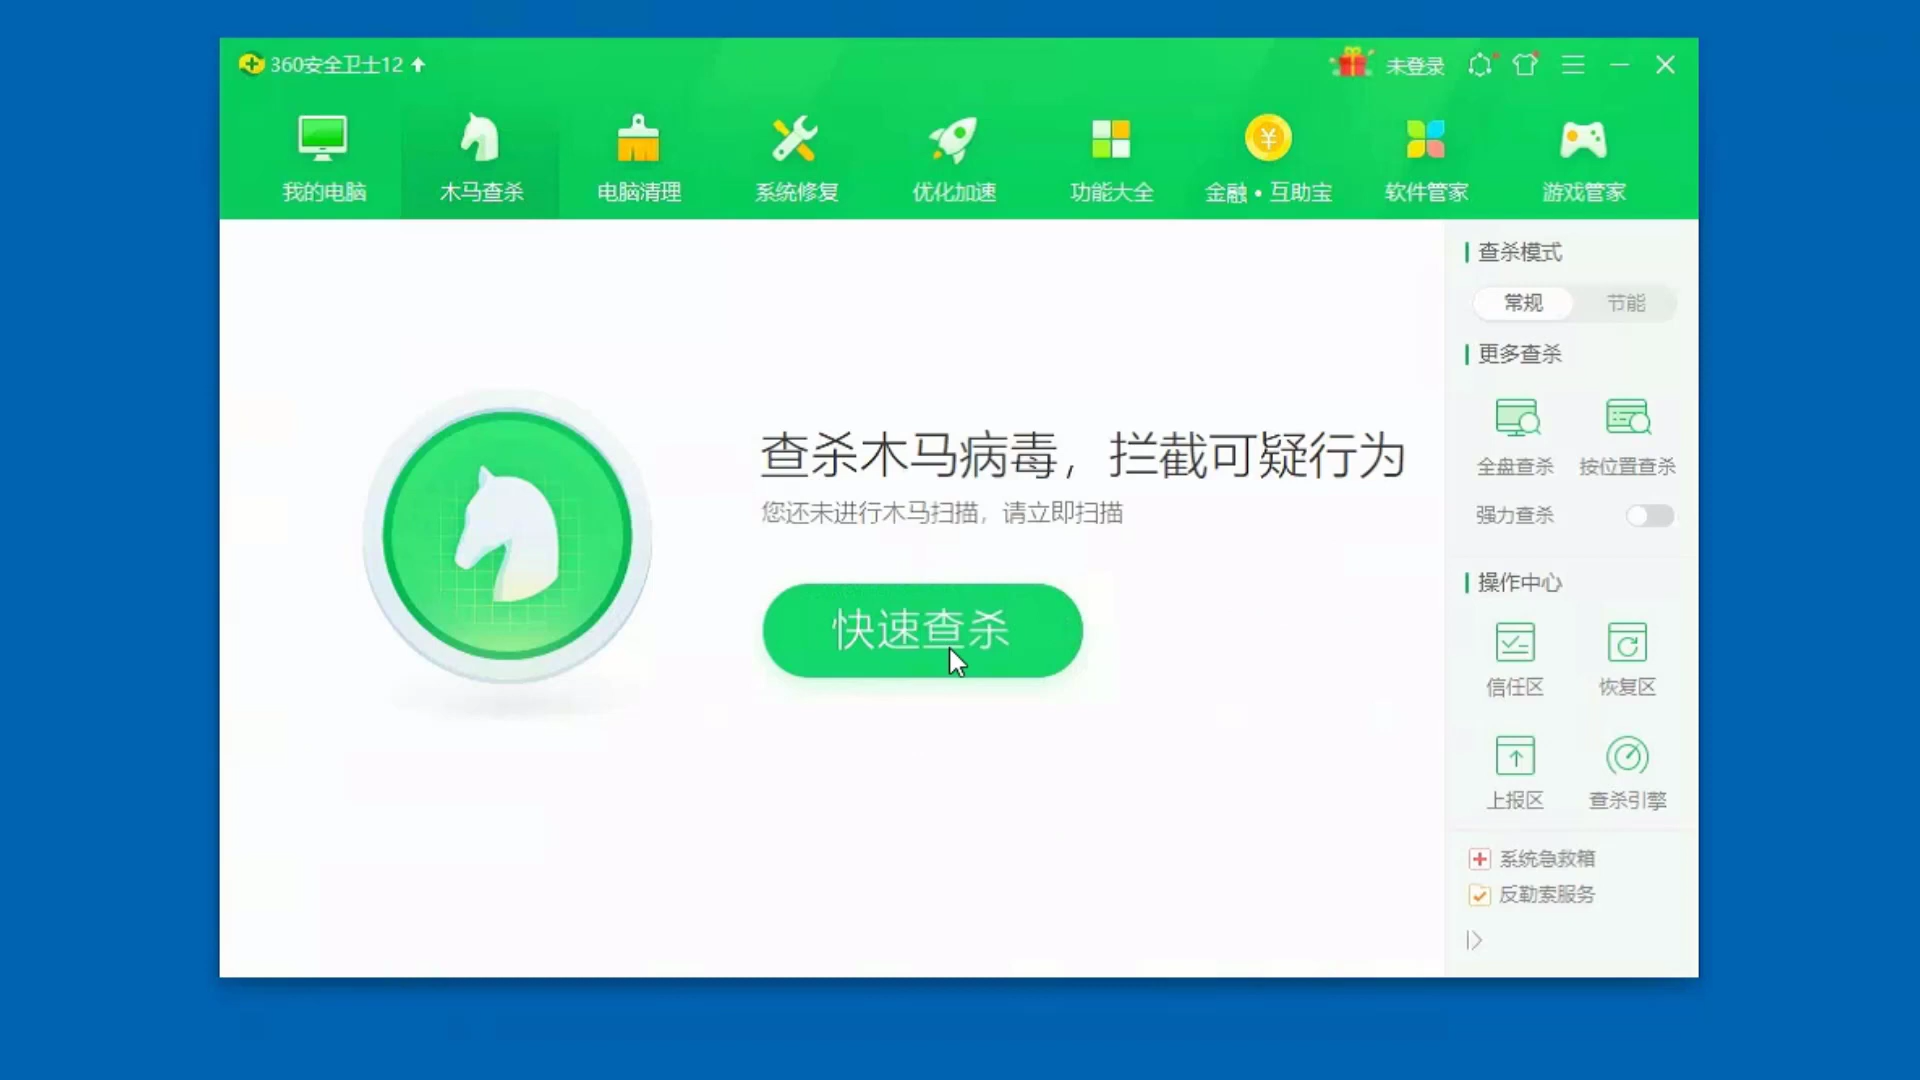 360安全卫士12
未登录
我的电脑 木马查杀 电脑清理 系统修复 优化加速 功能大全 金融·互助宝 软件管家 游戏管家
查杀木马病毒，拦截可疑行为
您还未进行木马扫描，请立即扫描
快速查杀
查杀模式
常规 节能
更多查杀
全盘查杀 按位置查杀
强力查杀
操作中心
信任区 恢复区
上报区 查杀引擎
系统急救箱
反勒索服务